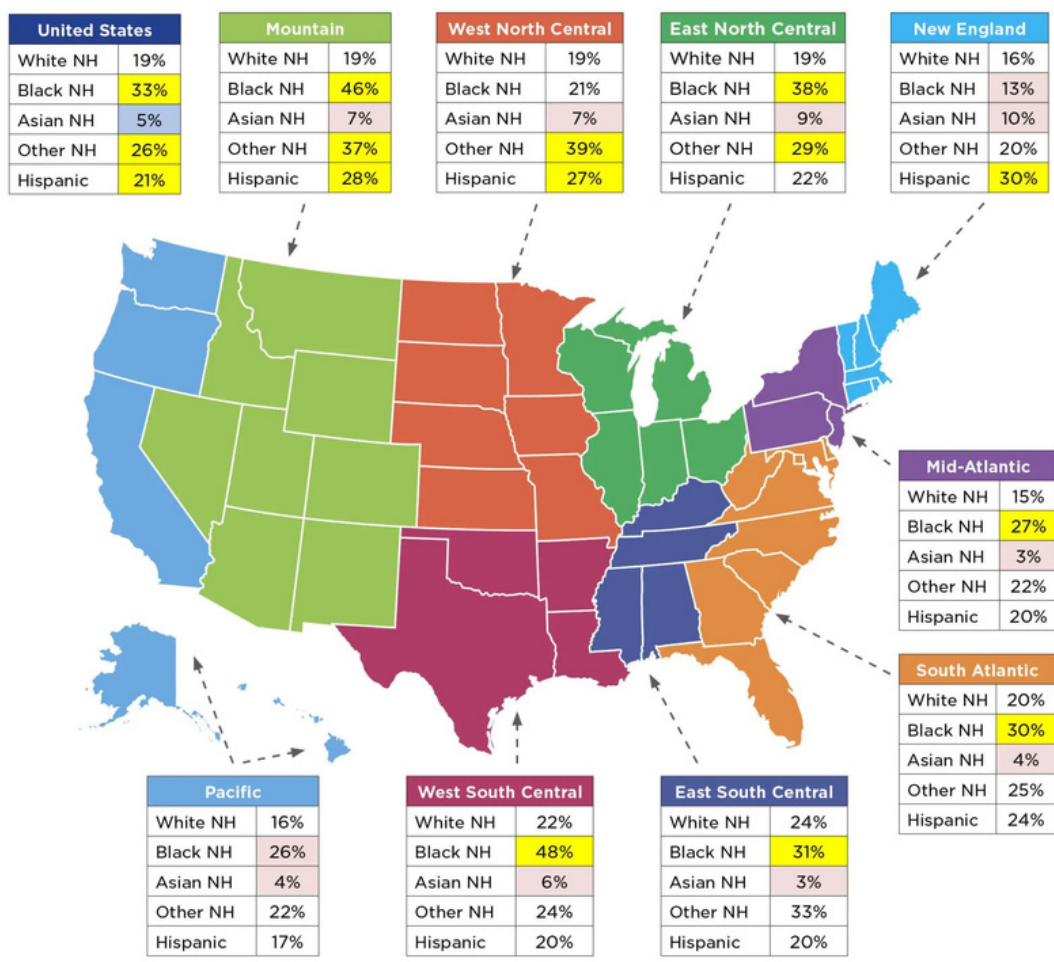 United States
White NH 19%
Black NH 33%
Asian NH 5%
Other NH 26%
Hispanic 21%
Mountain
White NH 19%
Black NH 46%
Asian NH 7%
Other NH 37%
Hispanic 28%
West North Central
White NH 19%
Black NH 21%
Asian NH 7%
Other NH 39%
Hispanic 27%
East North Central
White NH 19%
Black NH 38%
Asian NH 9%
Other NH 29%
Hispanic 22%
New England
White NH 16%
Black NH 13%
Asian NH 10%
Other NH 20%
Hispanic 30%
Mid-Atlantic
White NH 15%
Black NH 27%
Asian NH 3%
Other NH 22%
Hispanic 20%
South Atlantic
White NH 20%
Black NH 30%
Asian NH 4%
Other NH 25%
Hispanic 24%
Pacific
White NH 16%
Black NH 26%
Asian NH 4%
Other NH 22%
Hispanic 17%
West South Central
White NH 22%
Black NH 48%
Asian NH 6%
Other NH 24%
Hispanic 20%
East South Central
White NH 24%
Black NH 31%
Asian NH 3%
Other NH 33%
Hispanic 20%